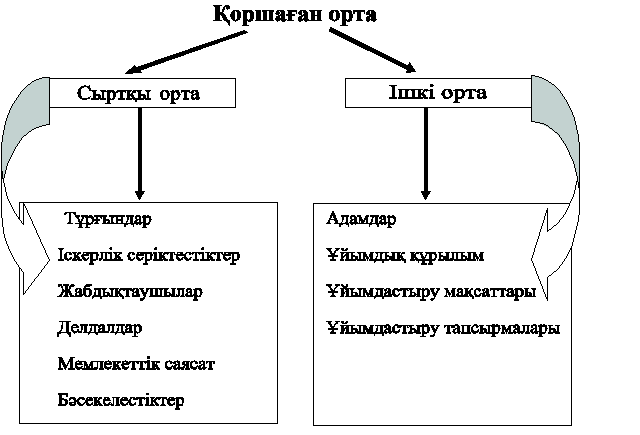 Қоршаған орта
Сыртқы орта
Ішкі орта
Тұрғындар
Іскерлік серіктестіктер
Жабдықтаушылар
Делдалдар
Мемлекеттік саясат
Бәсекелестіктер
Адамдар
Ұйымдық құрылым
Ұйымдастыру мақсаттары
Ұйымдастыру тапсырмалары